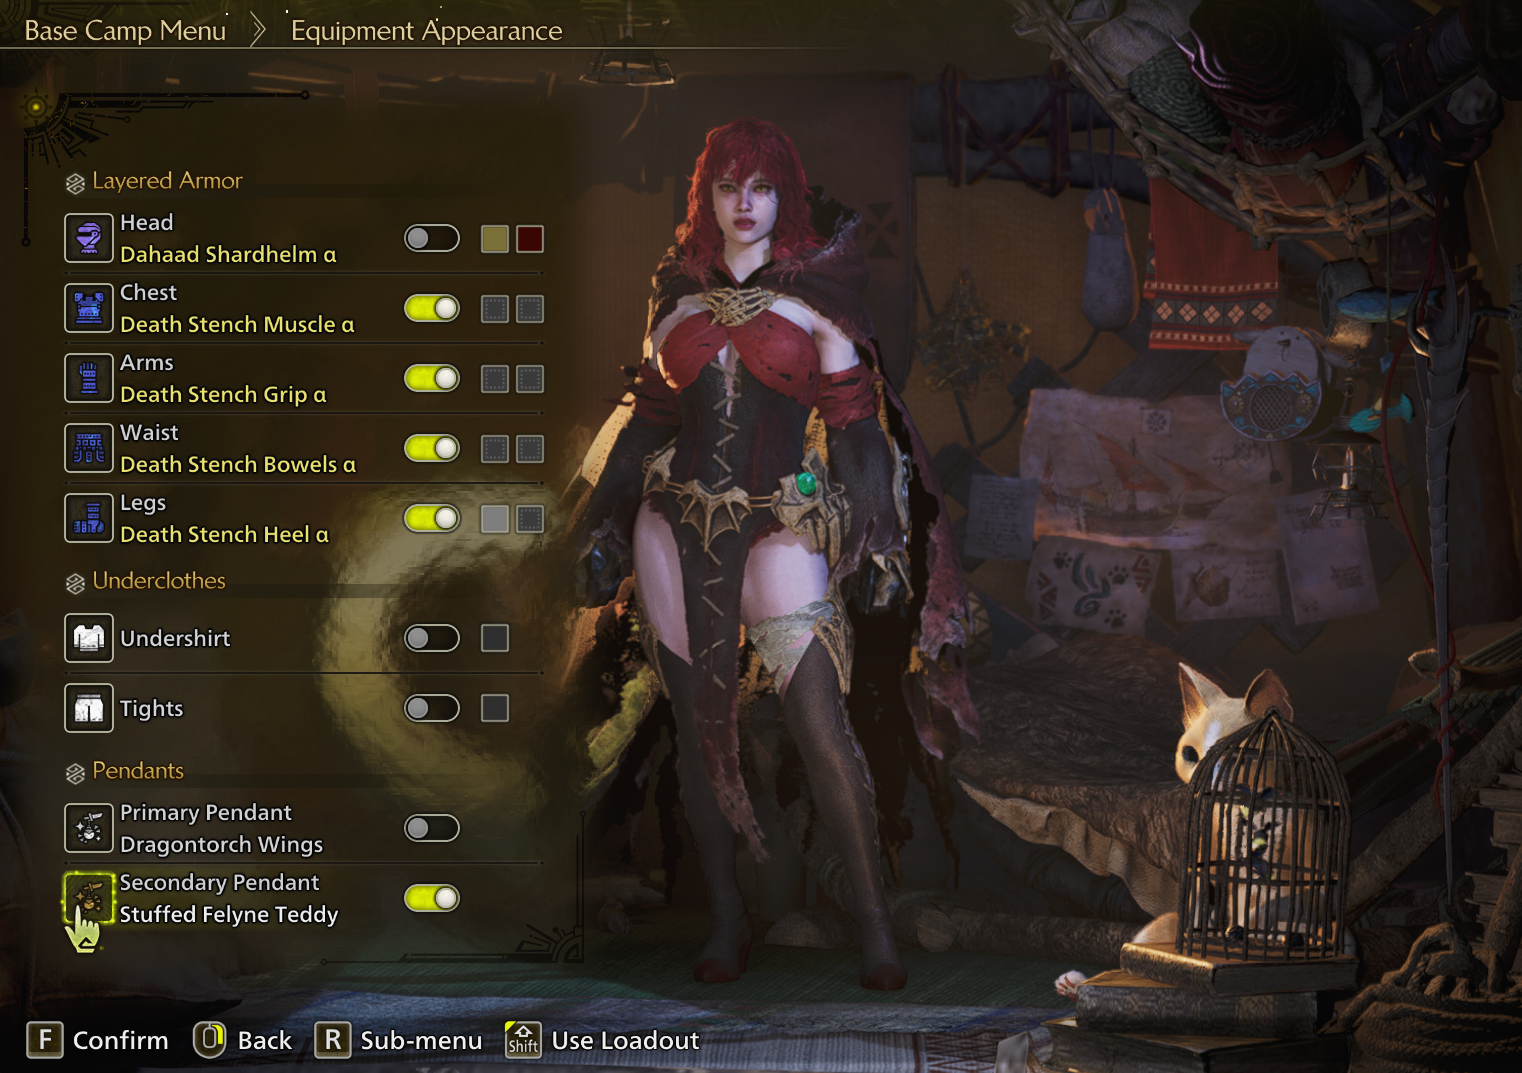 Base Camp Menu
Equipment Appearance
Layered Armor
Head
Dahaad Shardhelm α
Chest
Death Stench Muscle α
Arms
Death Stench Grip α
Waist
Death Stench Bowels α
Legs
Death Stench Heel α
Underclothes
Undershirt
Tights
Pendants
Primary Pendant
Dragontorch Wings
Secondary Pendant
Stuffed Felyne Teddy
F Confirm
Back
R Sub-menu
Shift Use Loadout